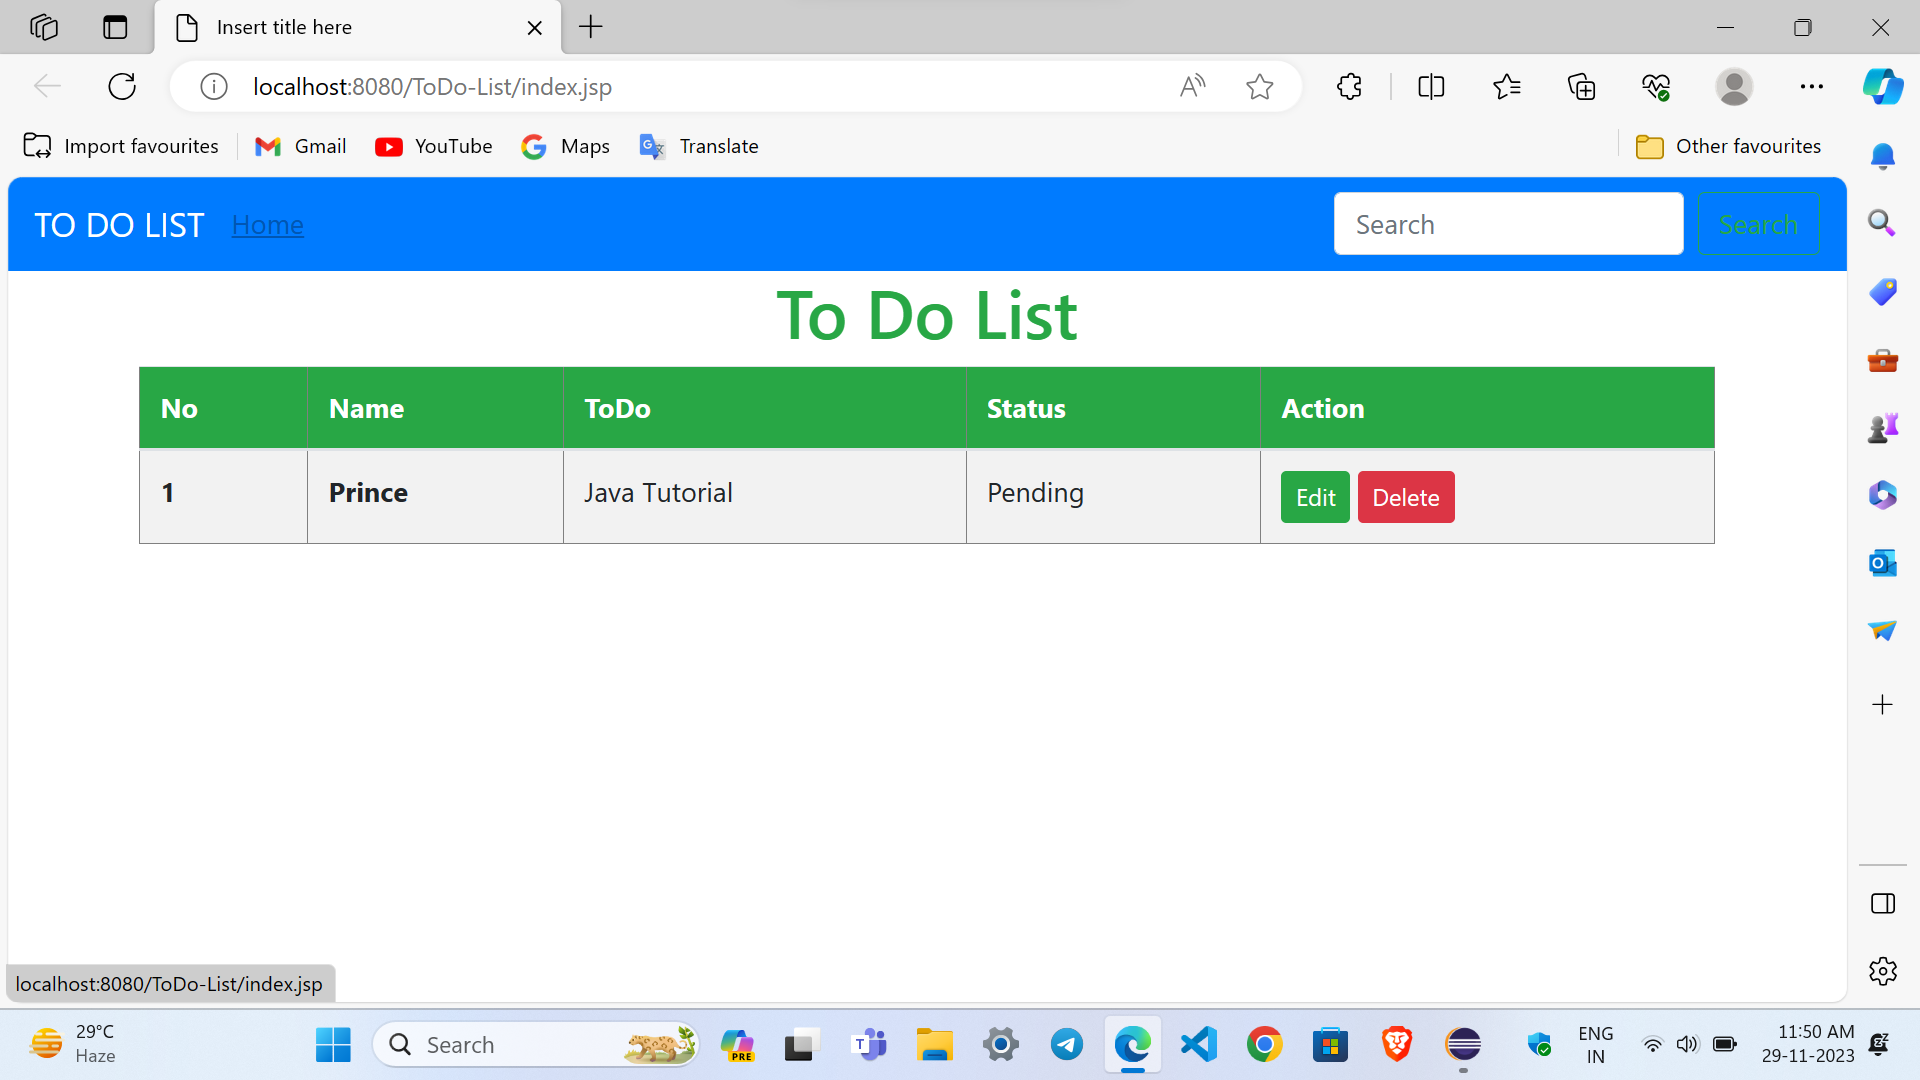 Insert title here
localhost:8080/ToDo-List/index.jsp
Import favourites Gmail YouTube Maps Translate Other favourites
TO DO LIST Home Search Search
To Do List
No Name ToDo Status Action
1 Prince Java Tutorial Pending Edit Delete
localhost:8080/ToDo-List/index.jsp
29°C
Haze
Search
PRE
ENG
IN
11:50 AM
29-11-2023